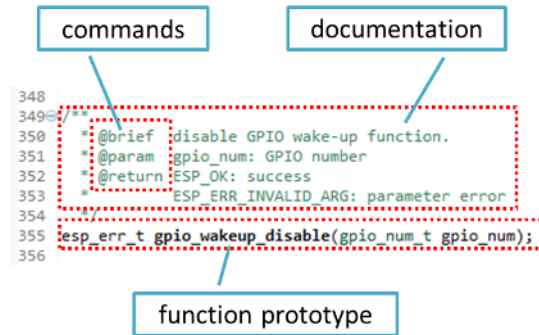 commands
documentation
348
349 /**
350 * @brief disable GPIO wake-up function.
351 * @param gpio_num: GPIO number
352 * @return ESP_OK: success
353 * ESP_ERR_INVALID_ARG: parameter error
354 */
355 esp_err_t gpio_wakeup_disable(gpio_num_t gpio_num);
356
function prototype